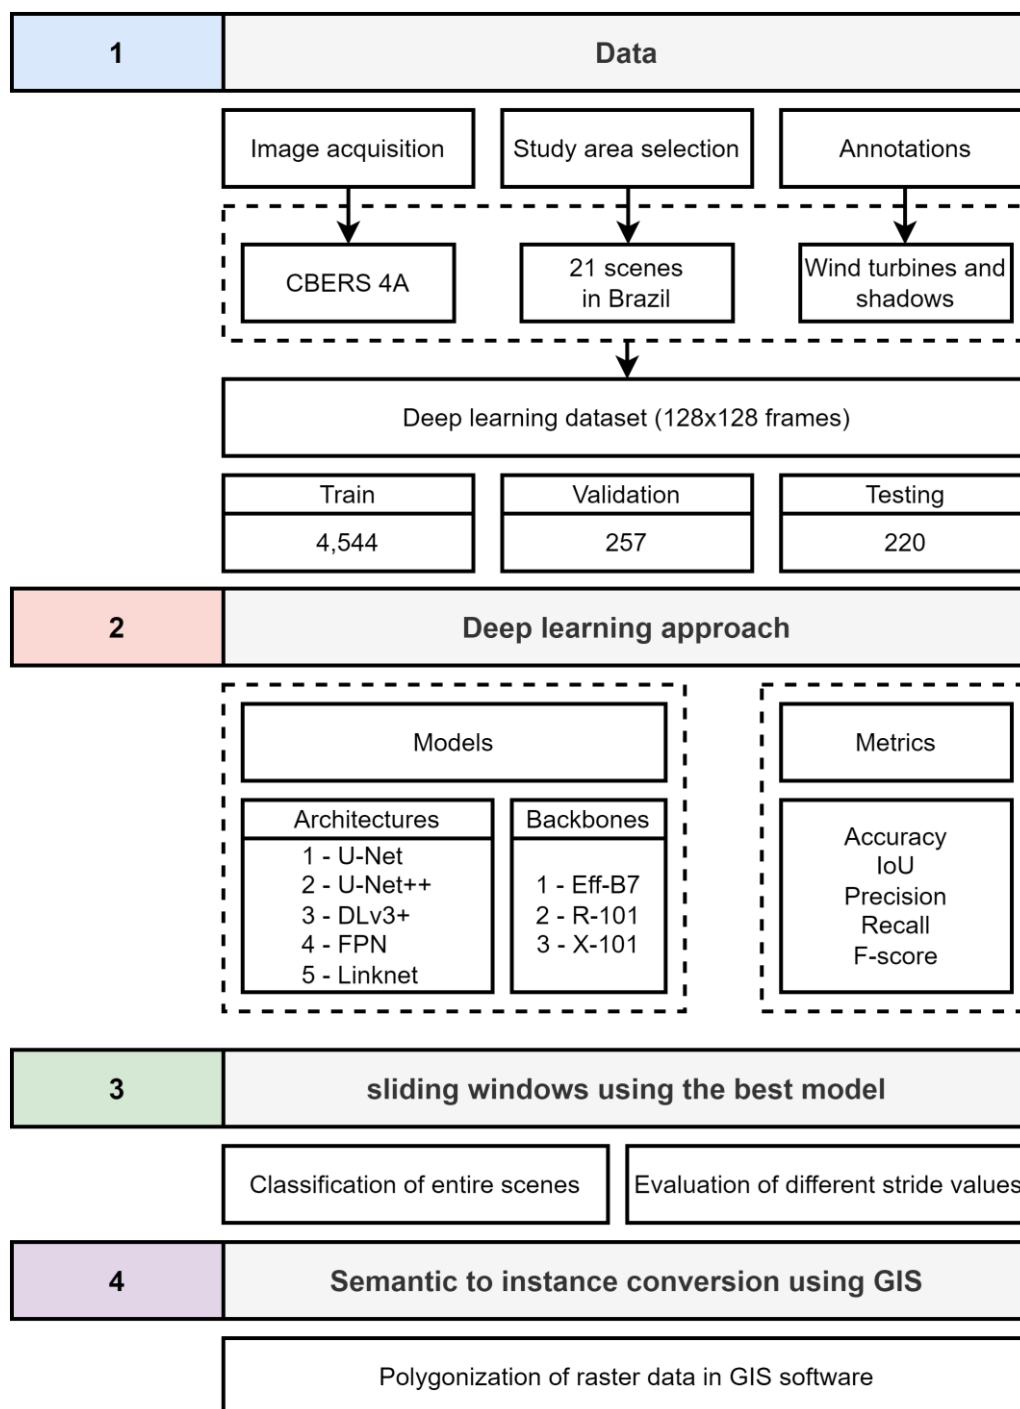 1
Data
Image acquisition
Study area selection
Annotations
CBERS 4A
21 scenes
in Brazil
Wind turbines and
shadows
Deep learning dataset (128x128 frames)
Train
4,544
Validation
257
Testing
220
2
Deep learning approach
Models
Architectures
1 - U-Net
2 - U-Net++
3 - DLv3+
4 - FPN
5 - Linknet
Backbones
1 - Eff-B7
2 - R-101
3 - X-101
Metrics
Accuracy
IoU
Precision
Recall
F-score
3
sliding windows using the best model
Classification of entire scenes
Evaluation of different stride values
4
Semantic to instance conversion using GIS
Polygonization of raster data in GIS software